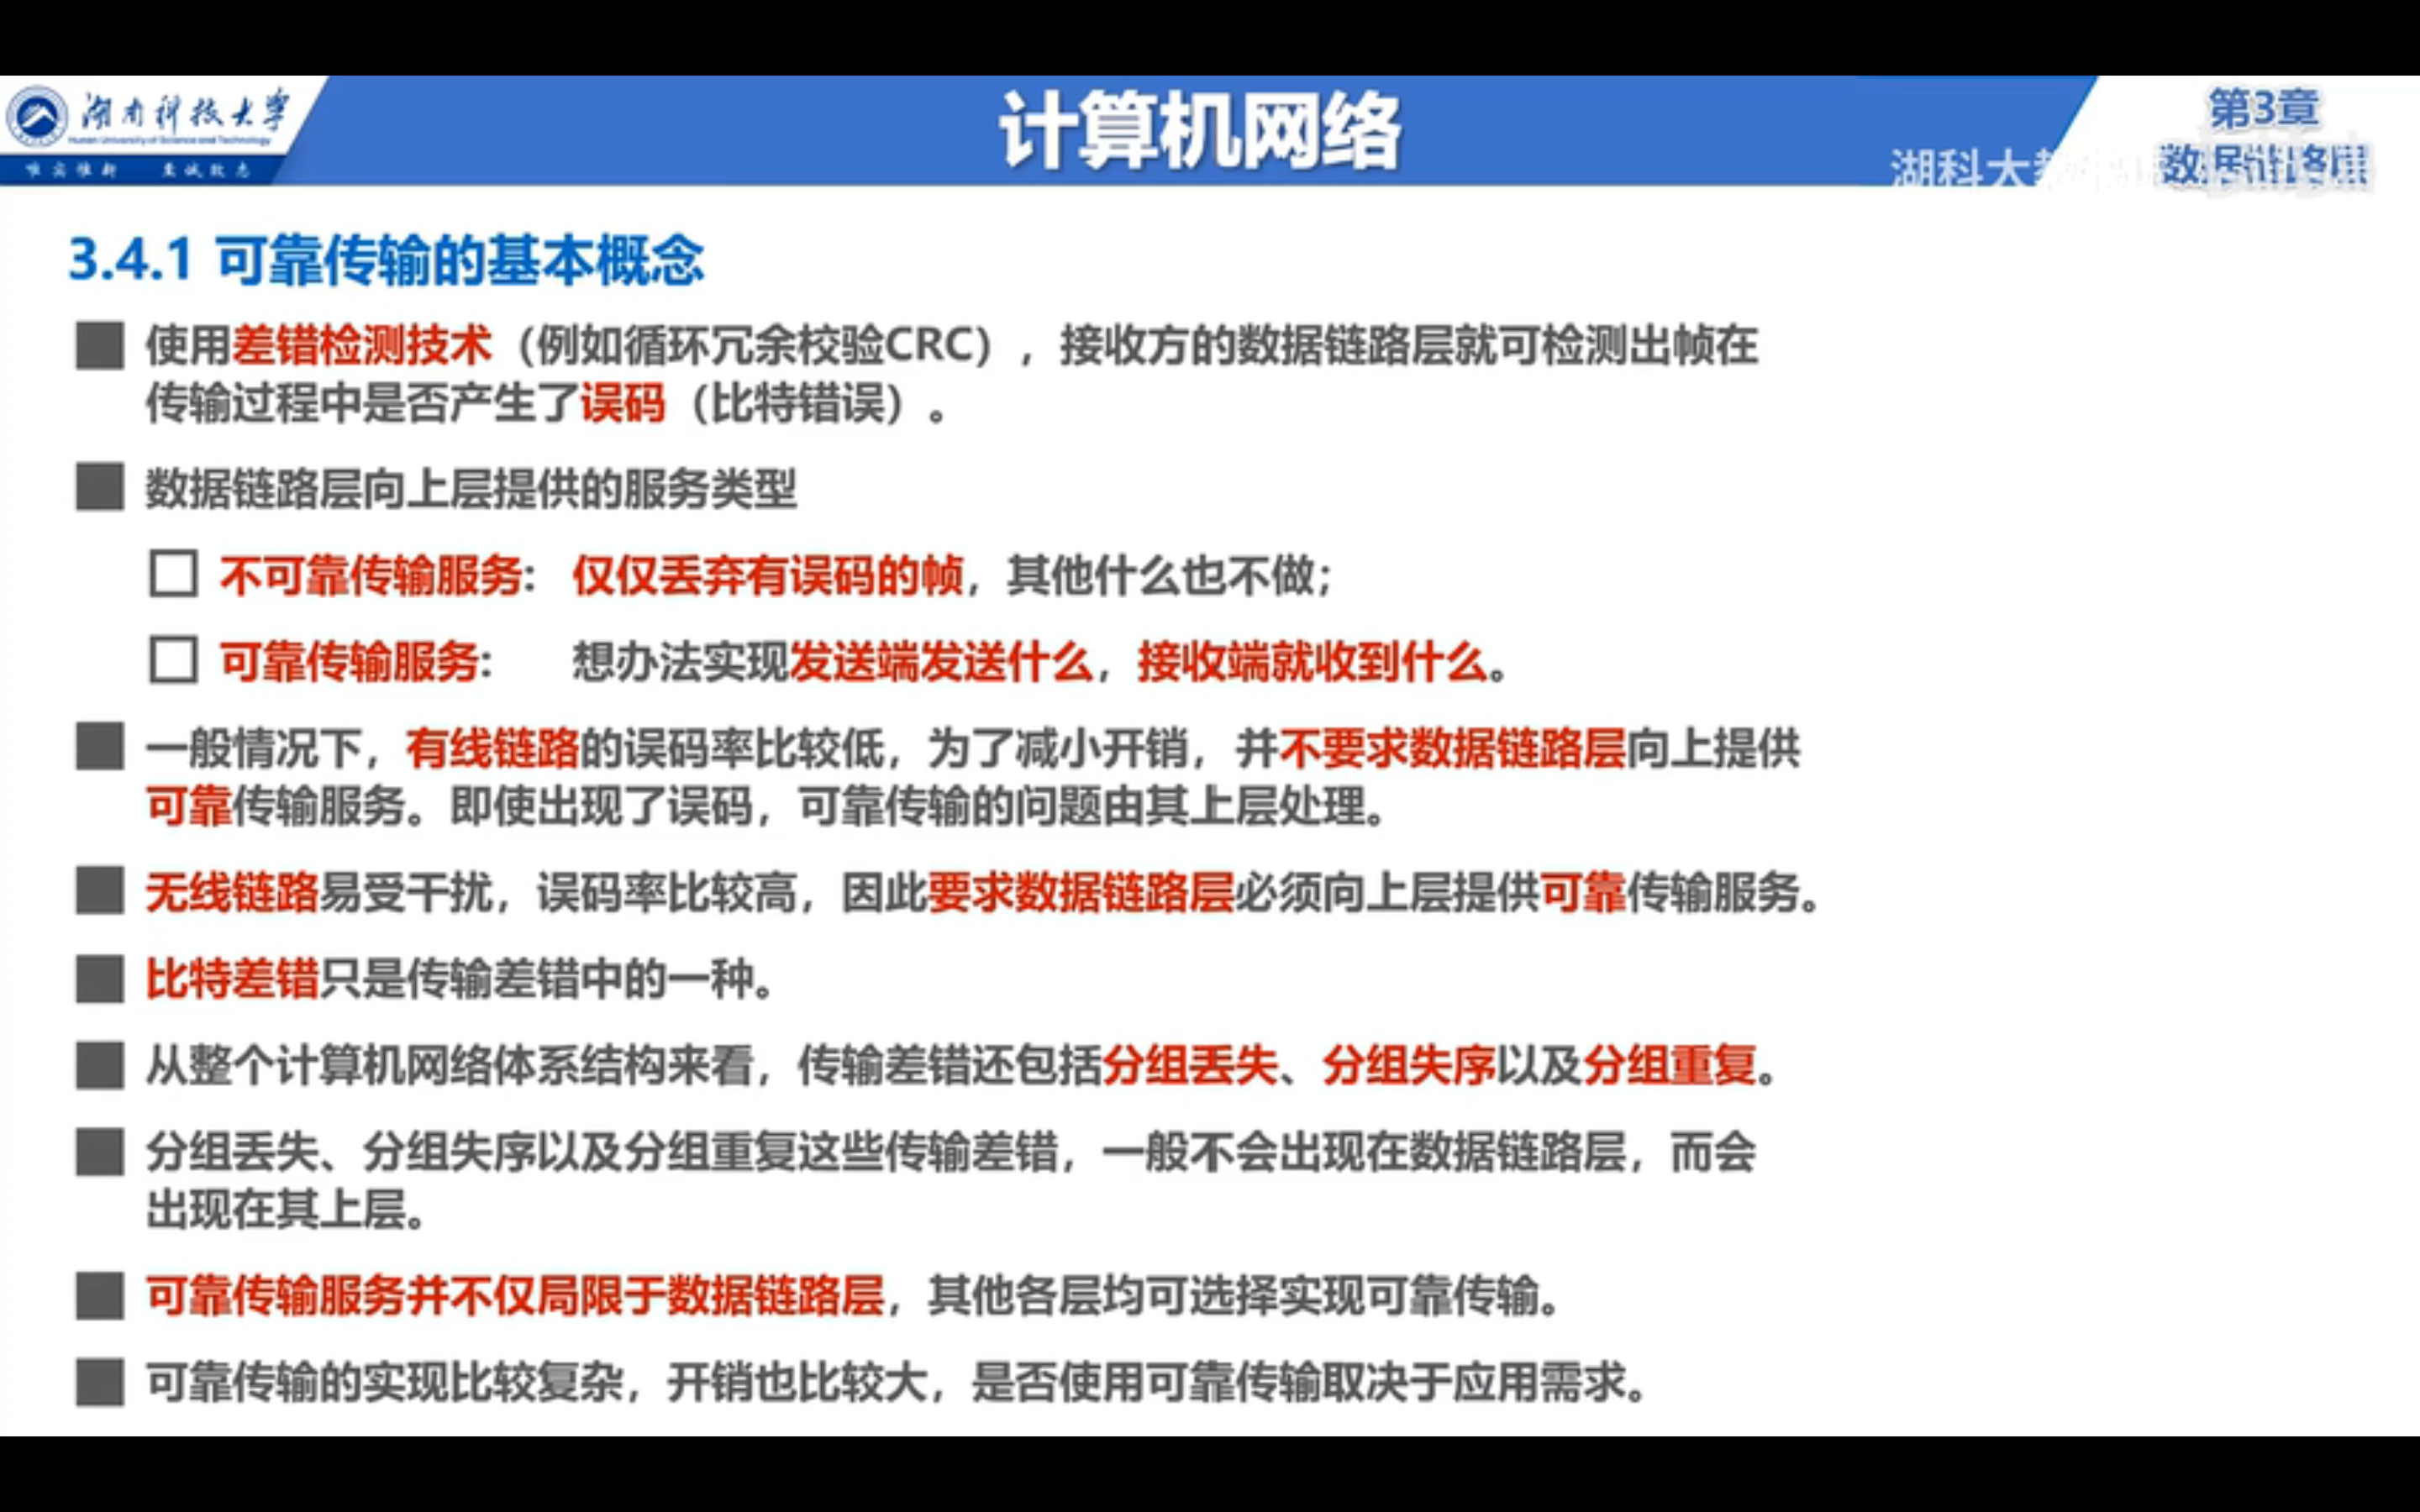 湖南科技大学
Hunan University of Science and Technology
唯实惟新 至诚致志
计算机网络
第3章
数据链路层
湖科大
3.4.1 可靠传输的基本概念
使用差错检测技术（例如循环冗余校验CRC），接收方的数据链路层就可检测出帧在
传输过程中是否产生了误码（比特错误）。
数据链路层向上层提供的服务类型
不可靠传输服务: 仅仅丢弃有误码的帧，其他什么也不做；
可靠传输服务: 想办法实现发送端发送什么，接收端就收到什么。
一般情况下，有线链路的误码率比较低，为了减小开销，并不要求数据链路层向上提供
可靠传输服务。即使出现了误码，可靠传输的问题由其上层处理。
无线链路易受干扰，误码率比较高，因此要求数据链路层必须向上层提供可靠传输服务。
比特差错只是传输差错中的一种。
从整个计算机网络体系结构来看，传输差错还包括分组丢失、分组失序以及分组重复。
分组丢失、分组失序以及分组重复这些传输差错，一般不会出现在数据链路层，而会
出现在其上层。
可靠传输服务并不仅局限于数据链路层，其他各层均可选择实现可靠传输。
可靠传输的实现比较复杂，开销也比较大，是否使用可靠传输取决于应用需求。